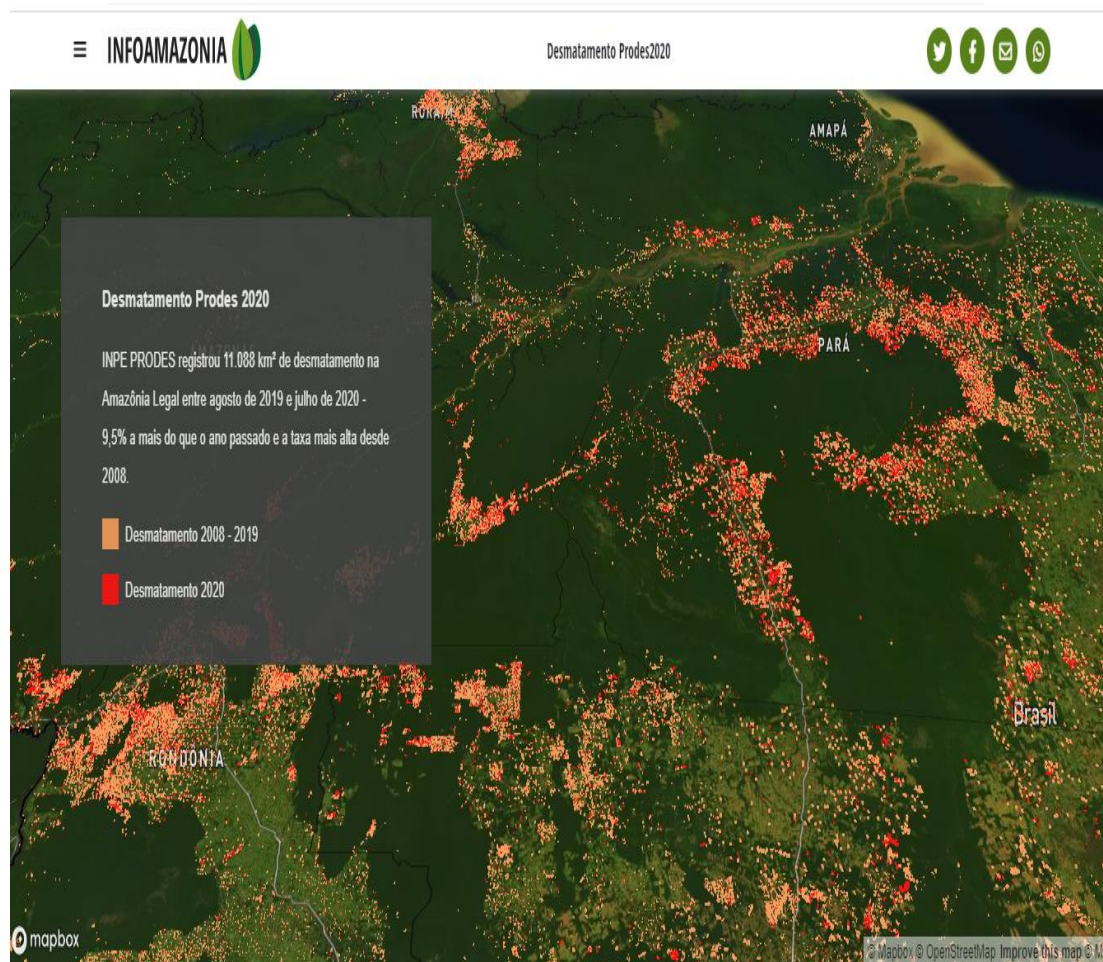 INFOAMAZONIA
Desmatamento Prodes2020
AMAPÁ
Desmatamento Prodes 2020
AMAZONAS
INPE PRODES registrou 11.088 km² de desmatamento na
Amazônia Legal entre agosto de 2019 e julho de 2020 -
9,5% a mais do que o ano passado e a taxa mais alta desde
2008.
PARÁ
Desmatamento 2008 - 2019
Desmatamento 2020
Brasil
RONDÔNIA
mapbox
© Mapbox © OpenStreetMap Improve this map © M